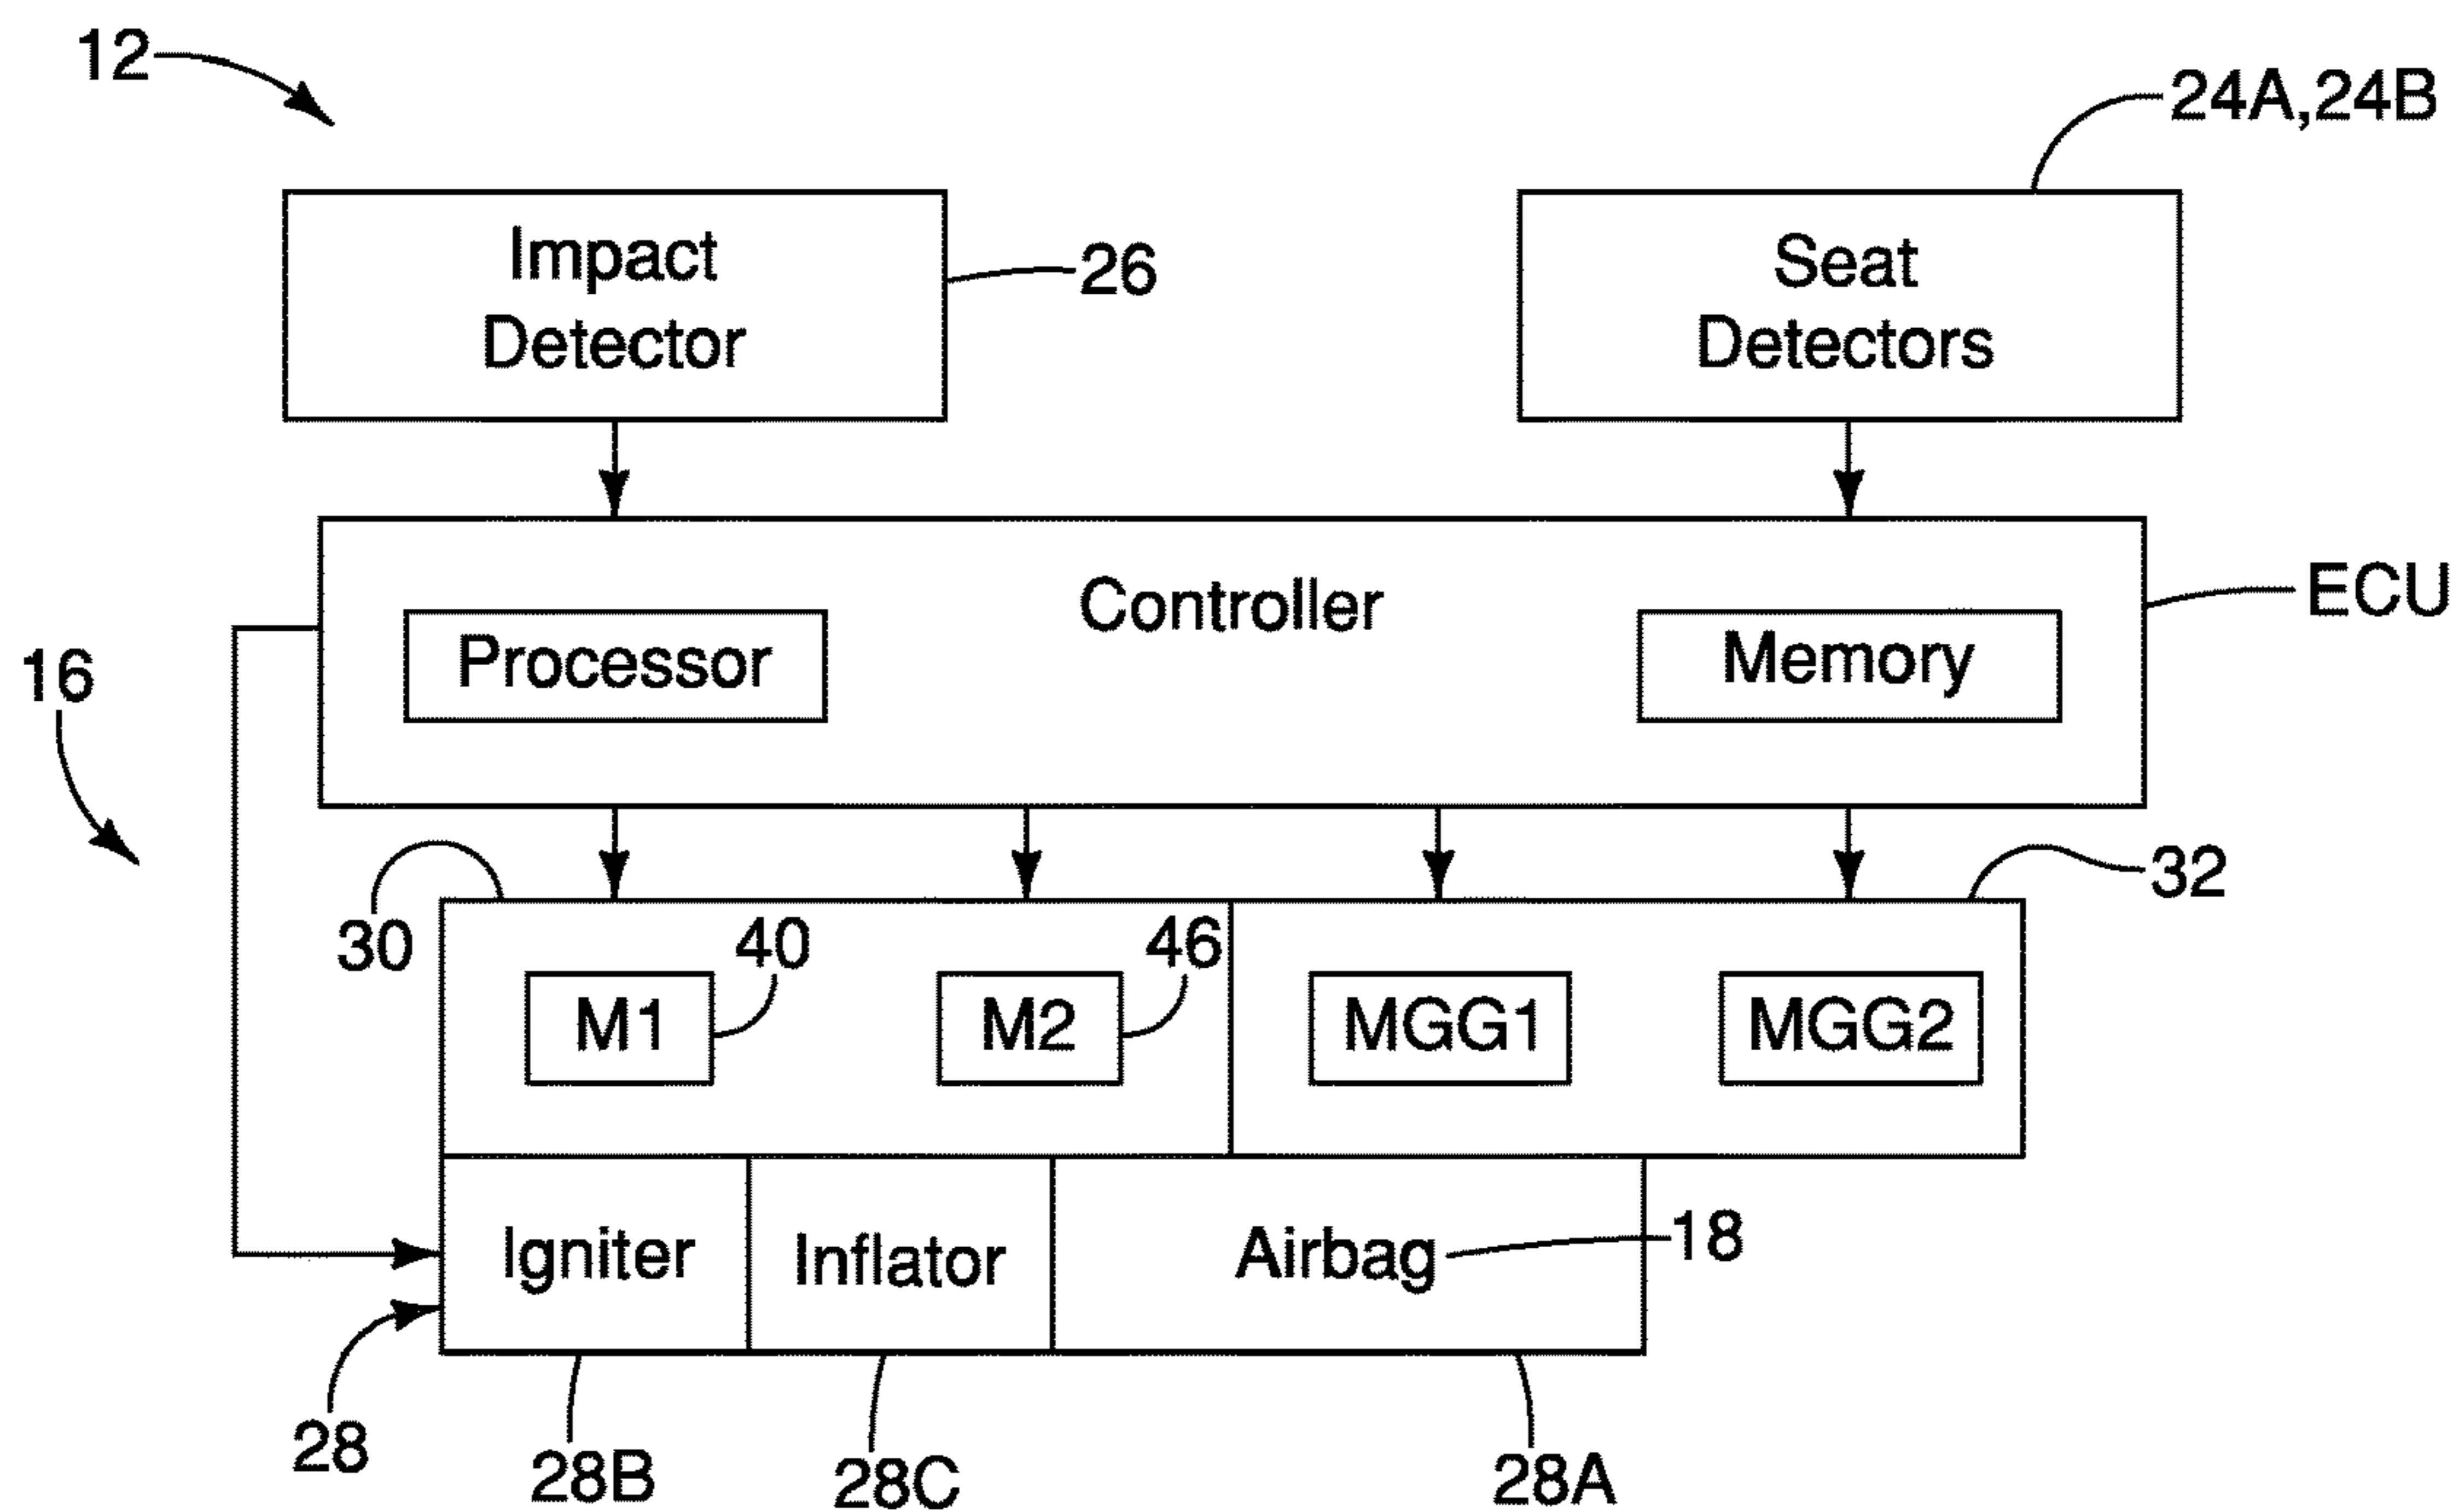 12
24A,24B
Impact
Detector
26
Seat
Detectors
Controller
ECU
Processor
Memory
16
30
40
46
32
M1
M2
MGG1
MGG2
Igniter
Inflator
Airbag
18
28
28B
28C
28A